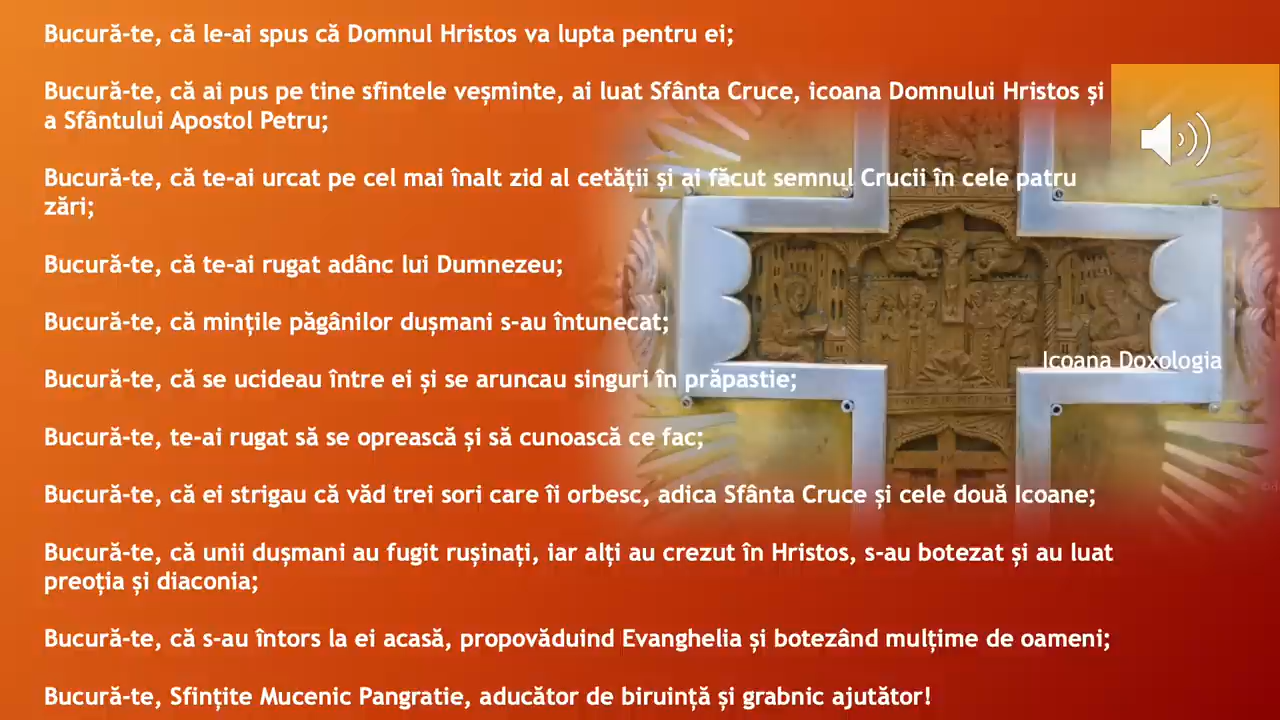 Bucură-te, că le-ai spus că Domnul Hristos va lupta pentru ei;
Bucură-te, că ai pus pe tine sfintele veșminte, ai luat Sfânta Cruce, icoana Domnului Hristos și
a Sfântului Apostol Petru;
Bucură-te, că te-ai urcat pe cel mai înalt zid al cetății și ai făcut semnul Crucii în cele patru
zări;
Bucură-te, că te-ai rugat adânc lui Dumnezeu;
Bucură-te, că mințile păgânilor dușmani s-au întunecat;
Icoana Doxologia
Bucură-te, că se ucideau între ei și se aruncau singuri în prăpastie;
Bucură-te, te-ai rugat să se oprească și să cunoască ce fac;
Bucură-te, că ei strigau că văd trei sori care îi orbesc, adica Sfânta Cruce și cele două Icoane;
Bucură-te, că unii dușmani au fugit rușinați, iar alți au crezut în Hristos, s-au botezat și au luat
preoția și diaconia;
Bucură-te, că s-au întors la ei acasă, propovăduind Evanghelia și botezând mulțime de oameni;
Bucură-te, Sfințite Mucenic Pangratie, aducător de biruință și grabnic ajutător!